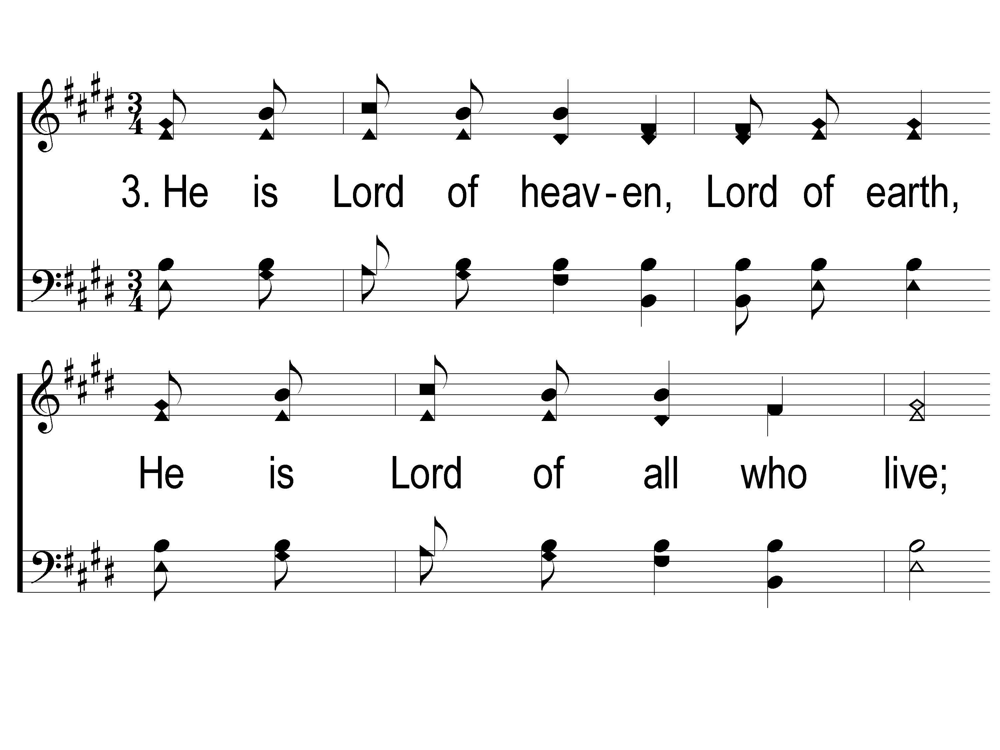 3. He is Lord of heav-en, Lord of earth,
He is Lord of all who live;